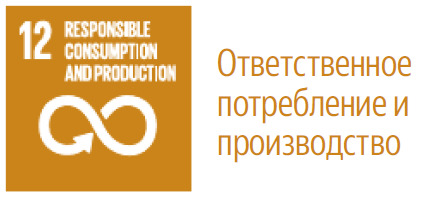 12 RESPONSIBLE
CONSUMPTION
AND PRODUCTION
Ответственное
потребление и
производство